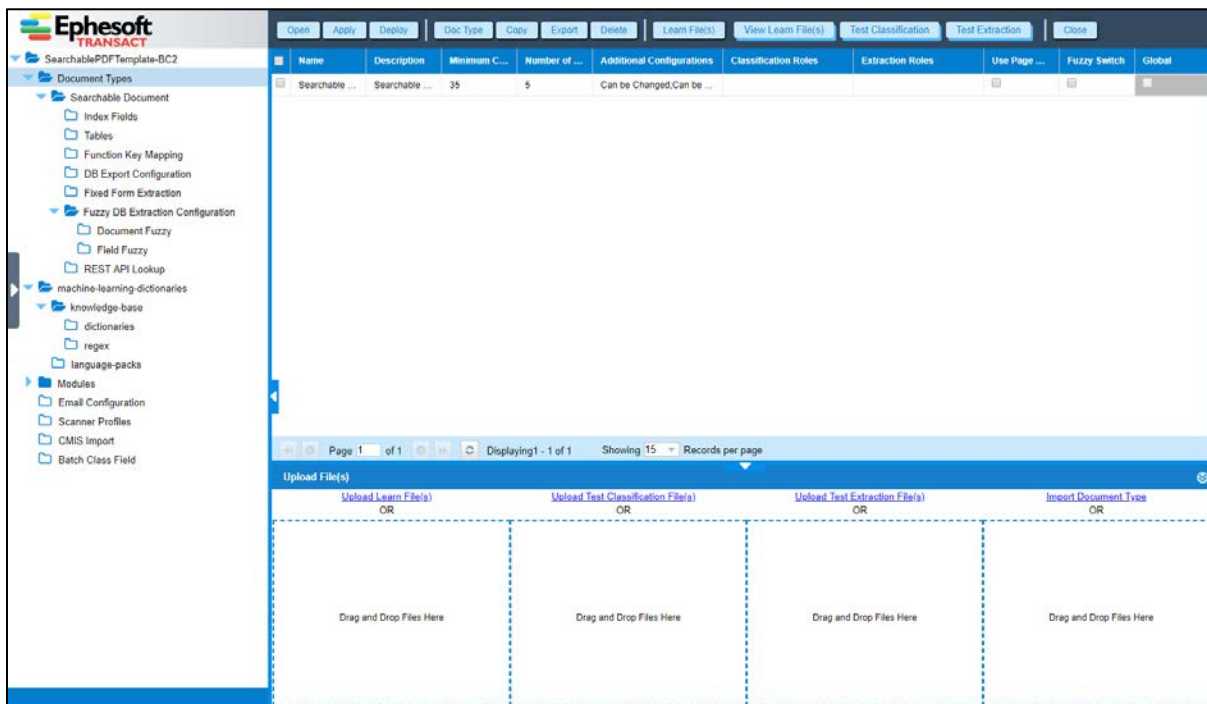 Ephesoft
TRANSACT
Open Apply Deploy Doc Type Copy Export Delete Learn File(s) View Learn File(s) Test Classification Test Extraction Close
SearchablePDFTemplate-BC2
Document Types
Searchable Document
Index Fields
Tables
Function Key Mapping
DB Export Configuration
Fixed Form Extraction
Fuzzy DB Extraction Configuration
Document Fuzzy
Field Fuzzy
REST API Lookup
machine-learning-dictionaries
knowledge-base
dictionaries
regex
language-packs
Modules
Email Configuration
Scanner Profiles
CMIS Import
Batch Class Field
Name Description Minimum C... Number of ... Additional Configurations Classification Roles Extraction Roles Use Page ... Fuzzy Switch Global
Searchable ... Searchable ... 35 5 Can be Changed,Can be ...
Page 1 of 1 Displaying1 - 1 of 1 Showing 15 Records per page
Upload File(s)
Upload Learn File(s) Upload Test Classification File(s) Upload Test Extraction File(s) Import Document Type
OR OR OR OR
Drag and Drop Files Here Drag and Drop Files Here Drag and Drop Files Here Drag and Drop Files Here